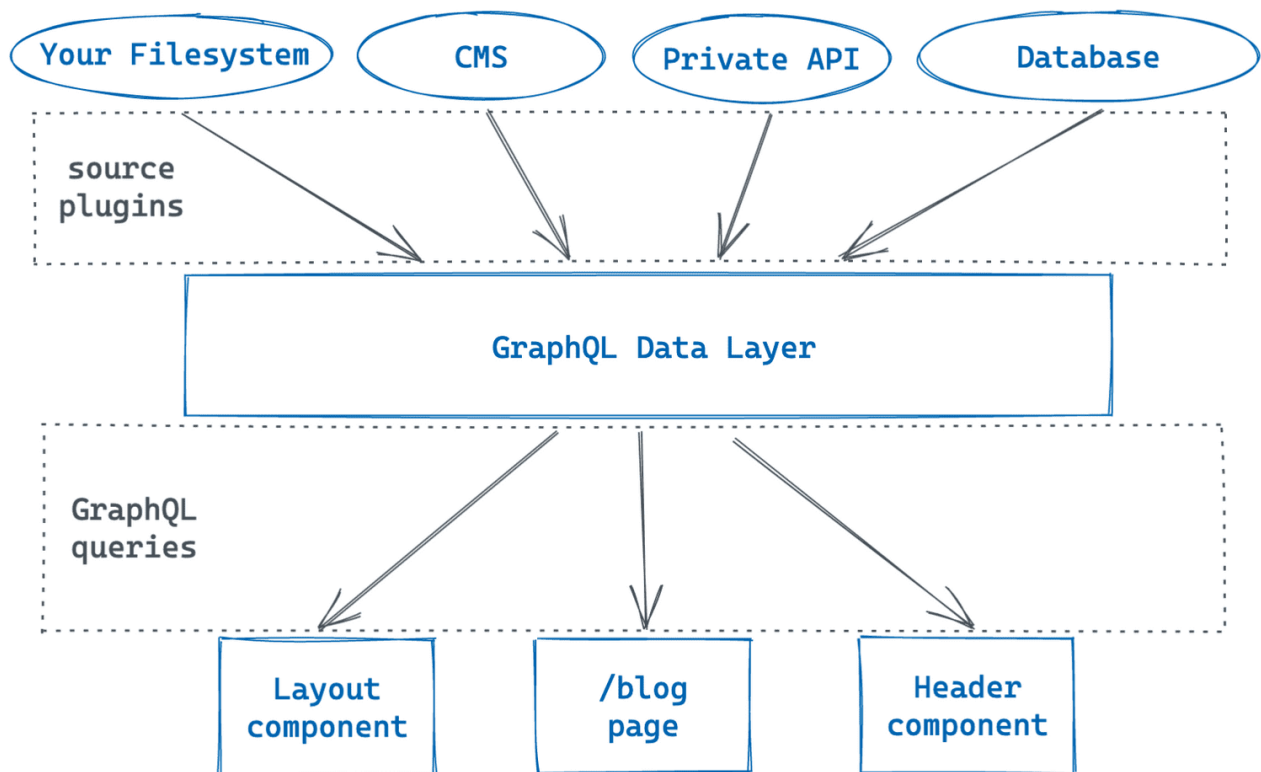 Your Filesystem
CMS
Private API
Database
source
plugins
GraphQL Data Layer
GraphQL
queries
Layout
component
/blog
page
Header
component